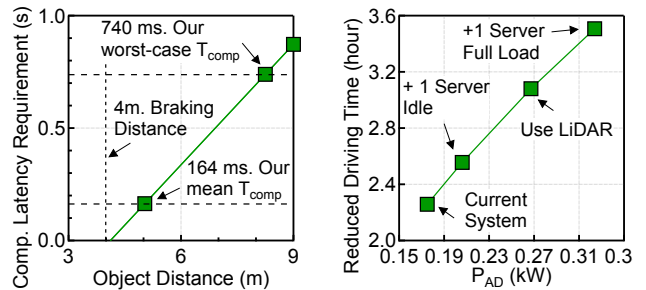 Comp. Latency Requirement (s)
1.0
0.5
0.0
3
6
9
Object Distance (m)
740 ms. Our
worst-case Tcomp
4m. Braking
Distance
164 ms. Our
mean Tcomp
Reduced Driving Time (hour)
3.6
3.2
2.8
2.4
2.0
0.15
0.19
0.23
0.27
0.31
0.3
PAD (kW)
+1 Server
Full Load
+ 1 Server
Idle
Use LiDAR
Current
System